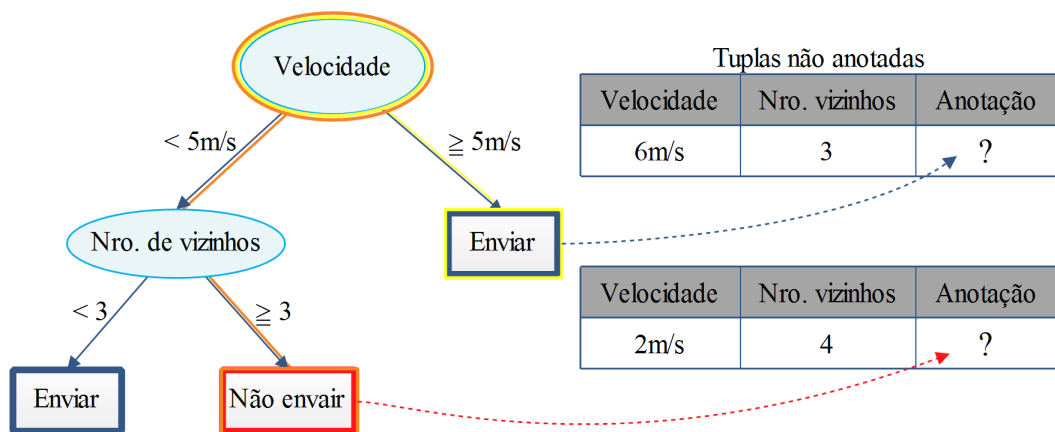 Velocidade
< 5m/s
≧ 5m/s
Nro. de vizinhos
Enviar
< 3
≧ 3
Enviar
Não envair
Tuplas não anotadas
Velocidade Nro. vizinhos Anotação
6m/s 3 ?
Velocidade Nro. vizinhos Anotação
2m/s 4 ?